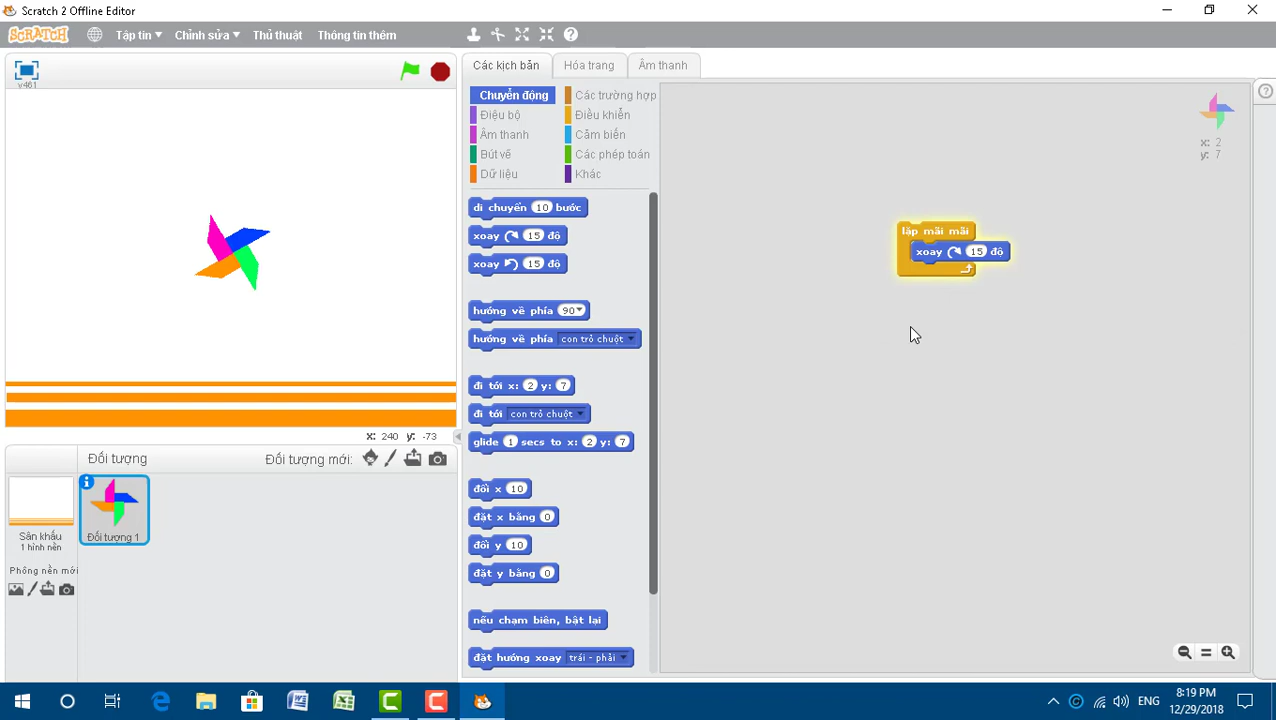 Scratch 2 Offline Editor
SCRATCH Tập tin Chỉnh sửa Thủ thuật Thông tin thêm
v461
Các kịch bản Hóa trang Âm thanh
Chuyển động Các trường hợp
Điệu bộ Điều khiển
Âm thanh Cảm biến
Bút vẽ Các phép toán
Dữ liệu Khác
di chuyển 10 bước
xoay 15 độ
xoay 15 độ
hướng về phía 90
hướng về phía con trỏ chuột
đi tới x: 2 y: 7
đi tới con trỏ chuột
glide 1 secs to x: 2 y: 7
đổi x 10
đặt x bằng 0
đổi y 10
đặt y bằng 0
nếu chạm biên, bật lại
đặt hướng xoay trái - phải
lặp mãi mãi
xoay 15 độ
x: 2
y: 7
x: 240 y: -73
Đối tượng Đối tượng mới:
Sân khấu
1 hình nền
Đối tượng 1
Phông nền mới
ENG
8:19 PM
12/29/2018